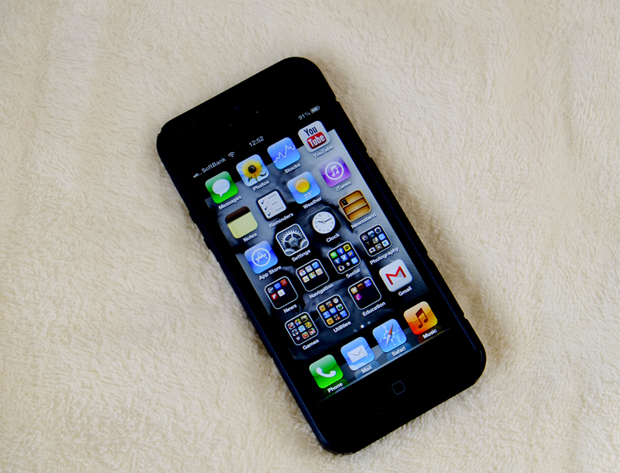 SoftBank
12:52
91%
Messages
Photos
Stocks
You
Tube
YouTube
Notes
Reminders
Weather
iTunes
App Store
Settings
Clock
Newsstand
News
Navigation
Social
Photography
Games
Utilities
Education
Gmail
Phone
Mail
Safari
Music